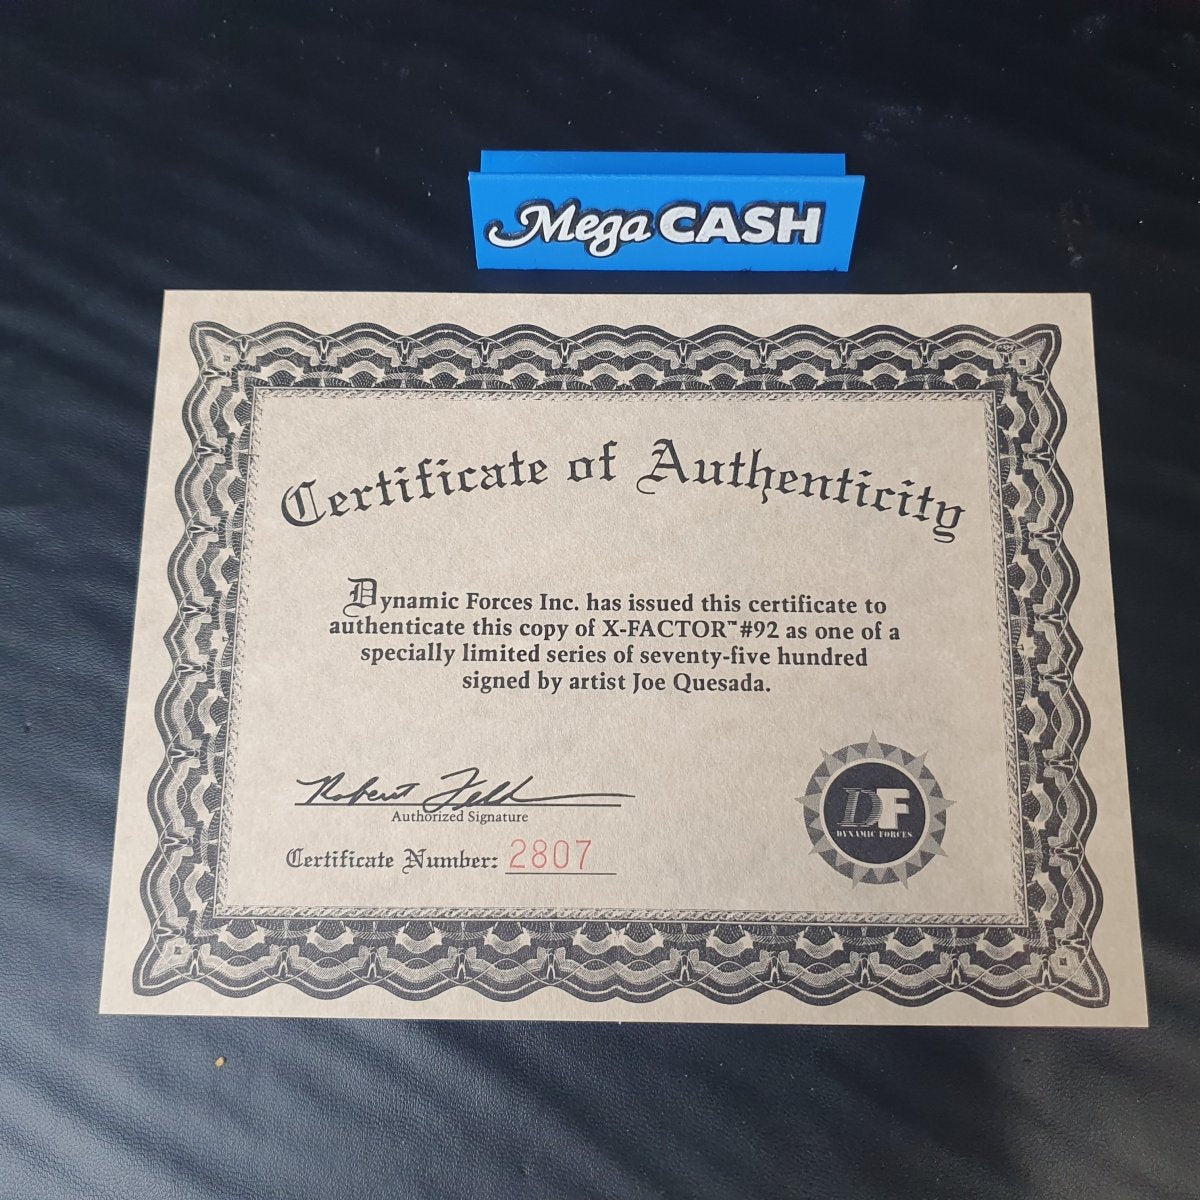 Mega CASH
Certificate of Authenticity
Dynamic Forces Inc. has issued this certificate to
authenticate this copy of X-FACTOR™ #92 as one of a
specially limited series of seventy-five hundred
signed by artist Joe Quesada.
Robert Feld
Authorized Signature
Certificate Number: 2807
DF
DYNAMIC FORCES